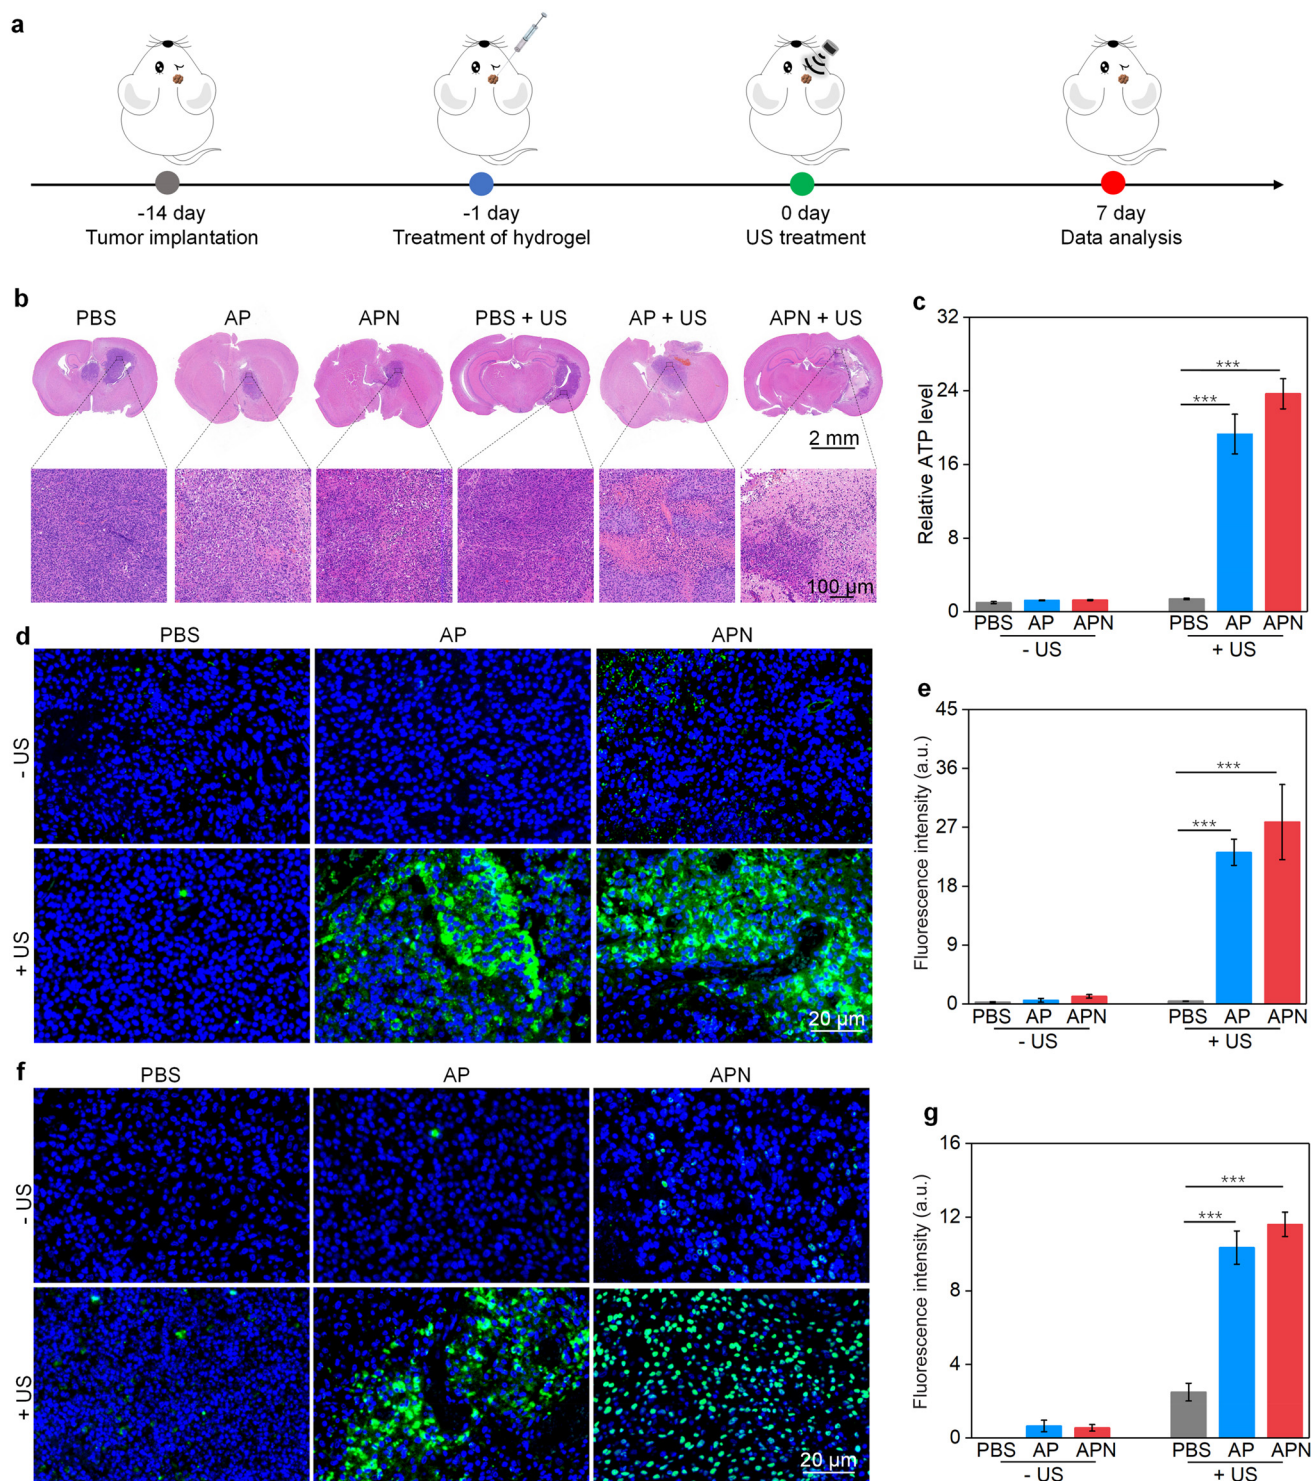 a
-14 day
Tumor implantation
-1 day
Treatment of hydrogel
0 day
US treatment
7 day
Data analysis
b
PBS
AP
APN
PBS + US
AP + US
APN + US
2 mm
100 µm
c
Relative ATP level
32
24
16
8
0
***
***
PBS AP APN
PBS AP APN
- US
+ US
d
PBS
AP
APN
- US
+ US
20 µm
e
Fluorescence intensity (a.u.)
45
36
27
18
9
0
***
***
PBS AP APN
PBS AP APN
- US
+ US
f
PBS
AP
APN
- US
+ US
20 µm
g
Fluorescence intensity (a.u.)
16
12
8
4
0
***
***
PBS AP APN
PBS AP APN
- US
+ US